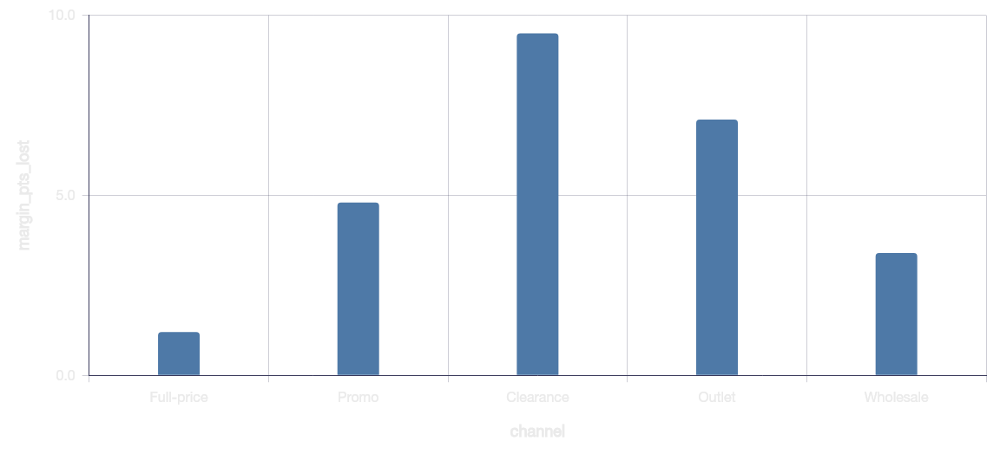 10.0
5.0
0.0
margin_pts_lost
Full-price
Promo
Clearance
Outlet
Wholesale
channel